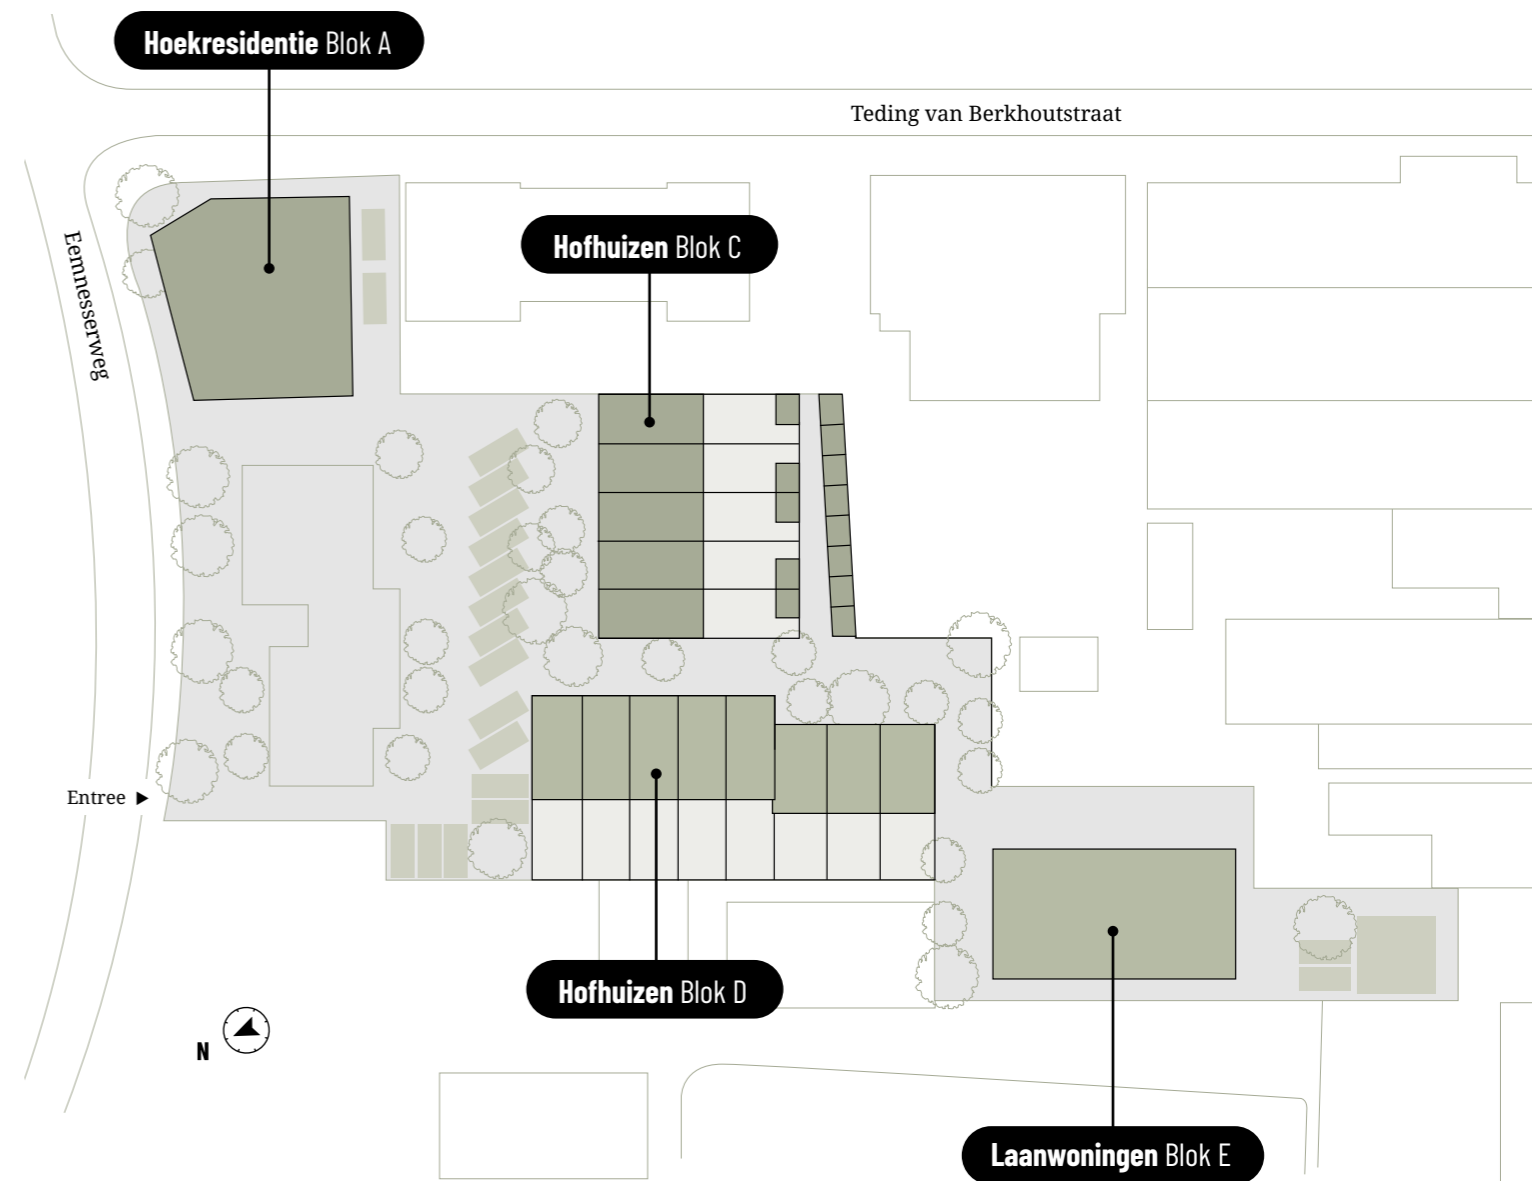 Hoekresidentie Blok A
Teding van Berkhoutstraat
Eemnesserweg
Hofhuizen Blok C
Entree
Hofhuizen Blok D
N
Laanwoningen Blok E